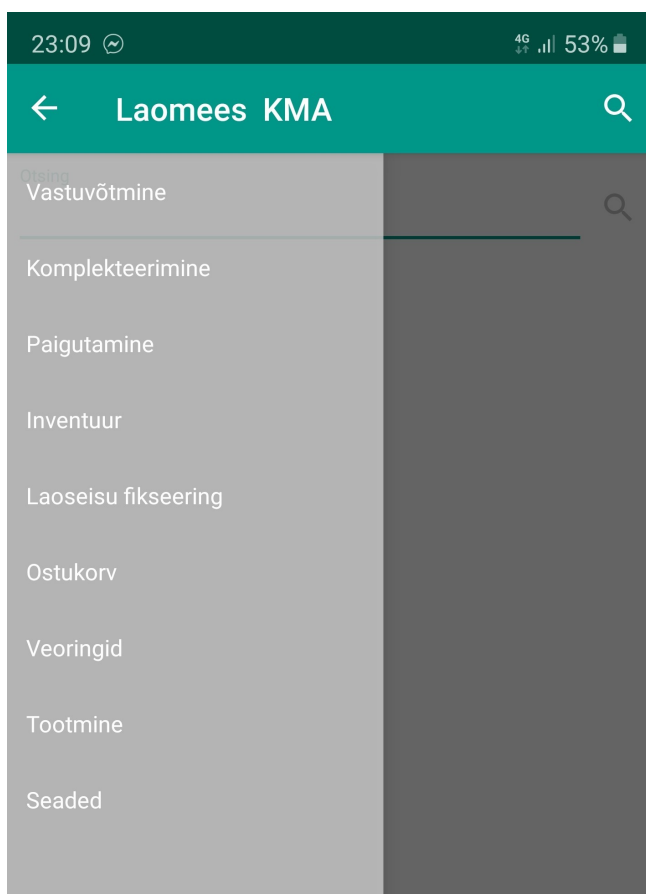 23:09
4G
53%
Laomees KMA
Otsing
Vastuvõtmine
Komplekteerimine
Paigutamine
Inventuur
Laoseisu fikseering
Ostukorv
Veoringid
Tootmine
Seaded